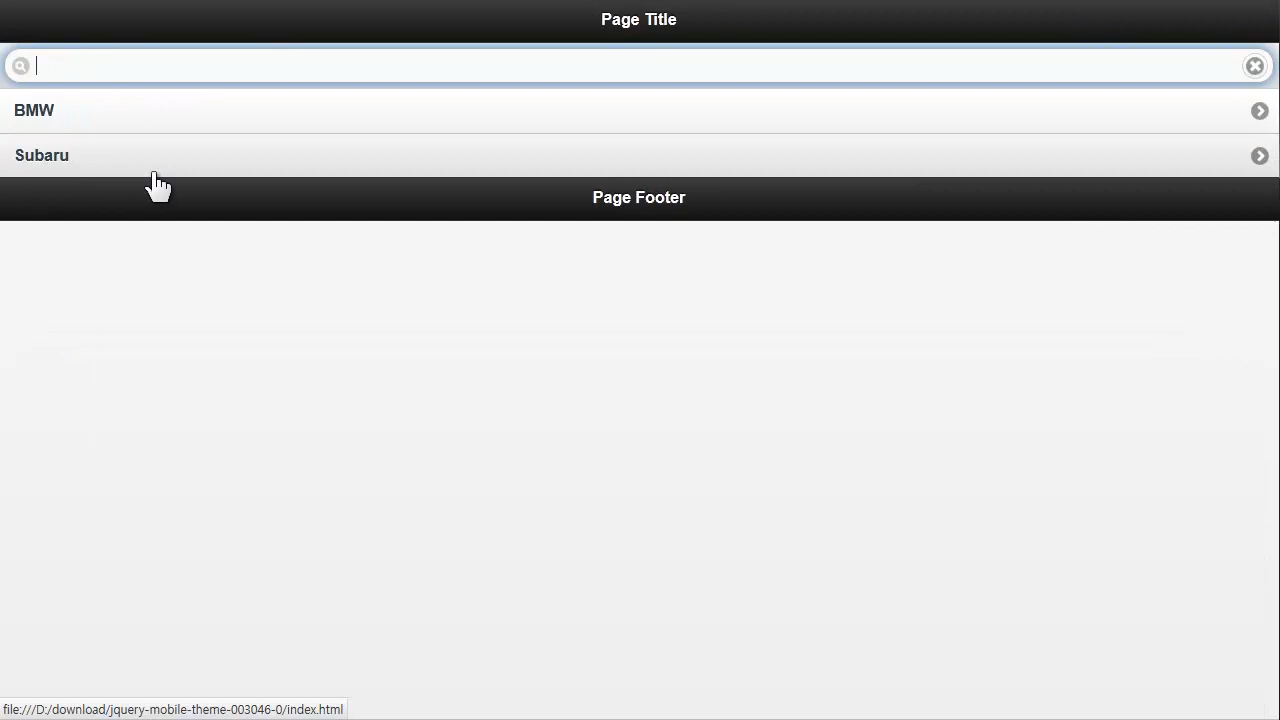 Page Title
BMW
Subaru
Page Footer
file:///D:/download/jquery-mobile-theme-003046-0/index.html